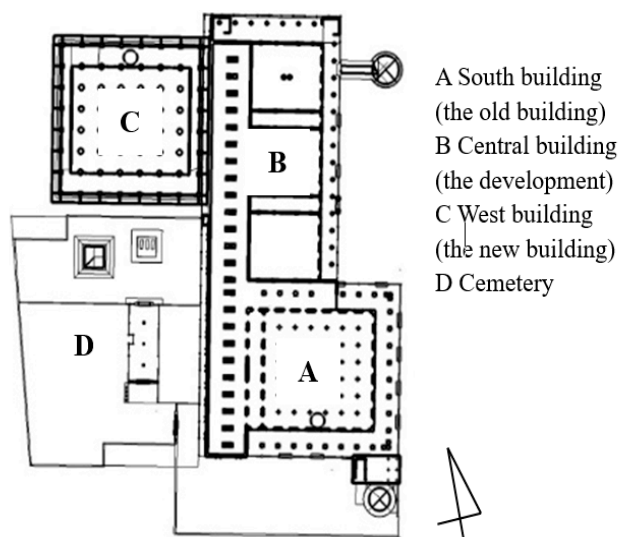 C
B
D
A
A South building
(the old building)
B Central building
(the development)
C West building
(the new building)
D Cemetery